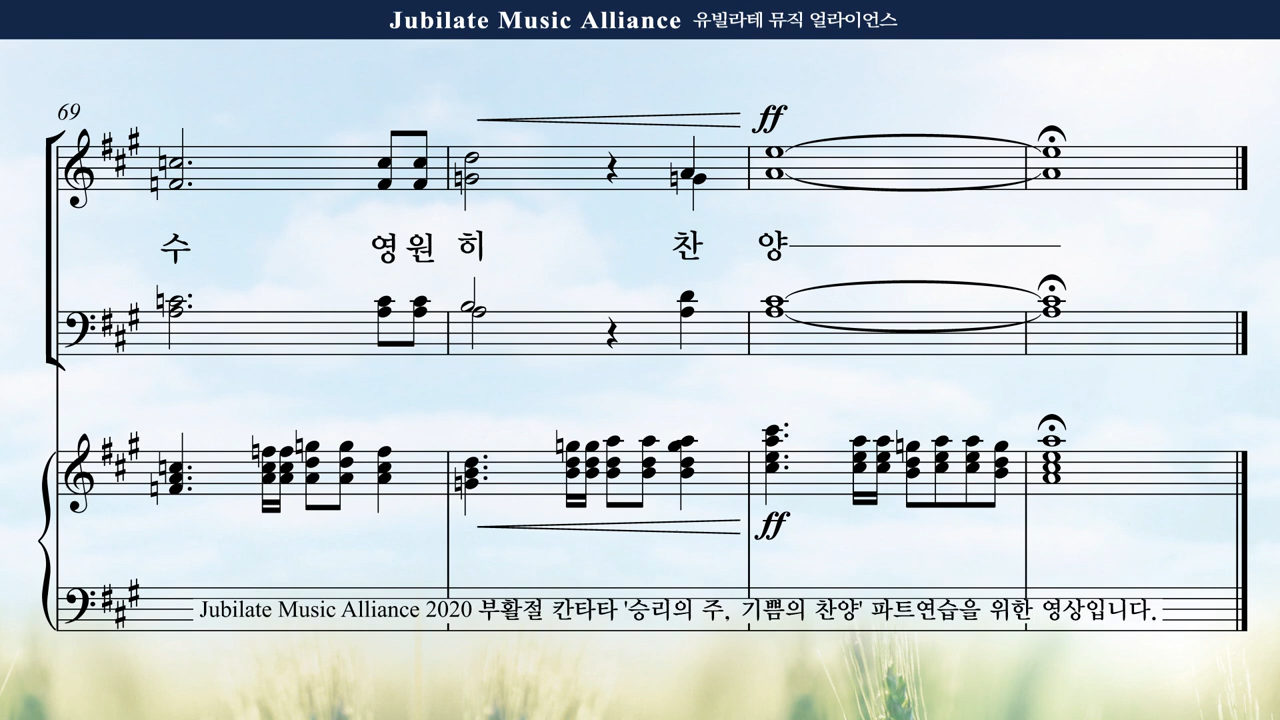 Jubilate Music Alliance 유빌라테 뮤직 얼라이언스
69
ff
수 영 원 히 찬 양
ff
Jubilate Music Alliance 2020 부활절 칸타타 '승리의 주, 기쁨의 찬양' 파트연습을 위한 영상입니다.